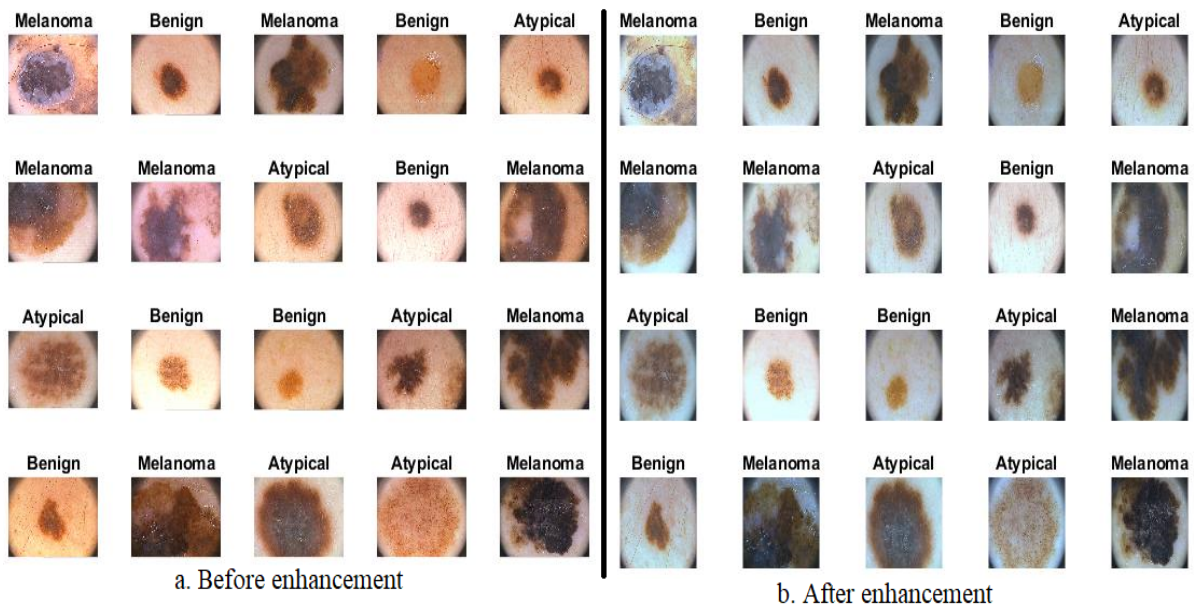 Melanoma Benign Melanoma Benign Atypical
Melanoma Melanoma Atypical Benign Melanoma
Atypical Benign Benign Atypical Melanoma
Benign Melanoma Atypical Atypical Melanoma
a. Before enhancement
Melanoma Benign Melanoma Benign Atypical
Melanoma Melanoma Atypical Benign Melanoma
Atypical Benign Benign Atypical Melanoma
Benign Melanoma Atypical Atypical Melanoma
b. After enhancement